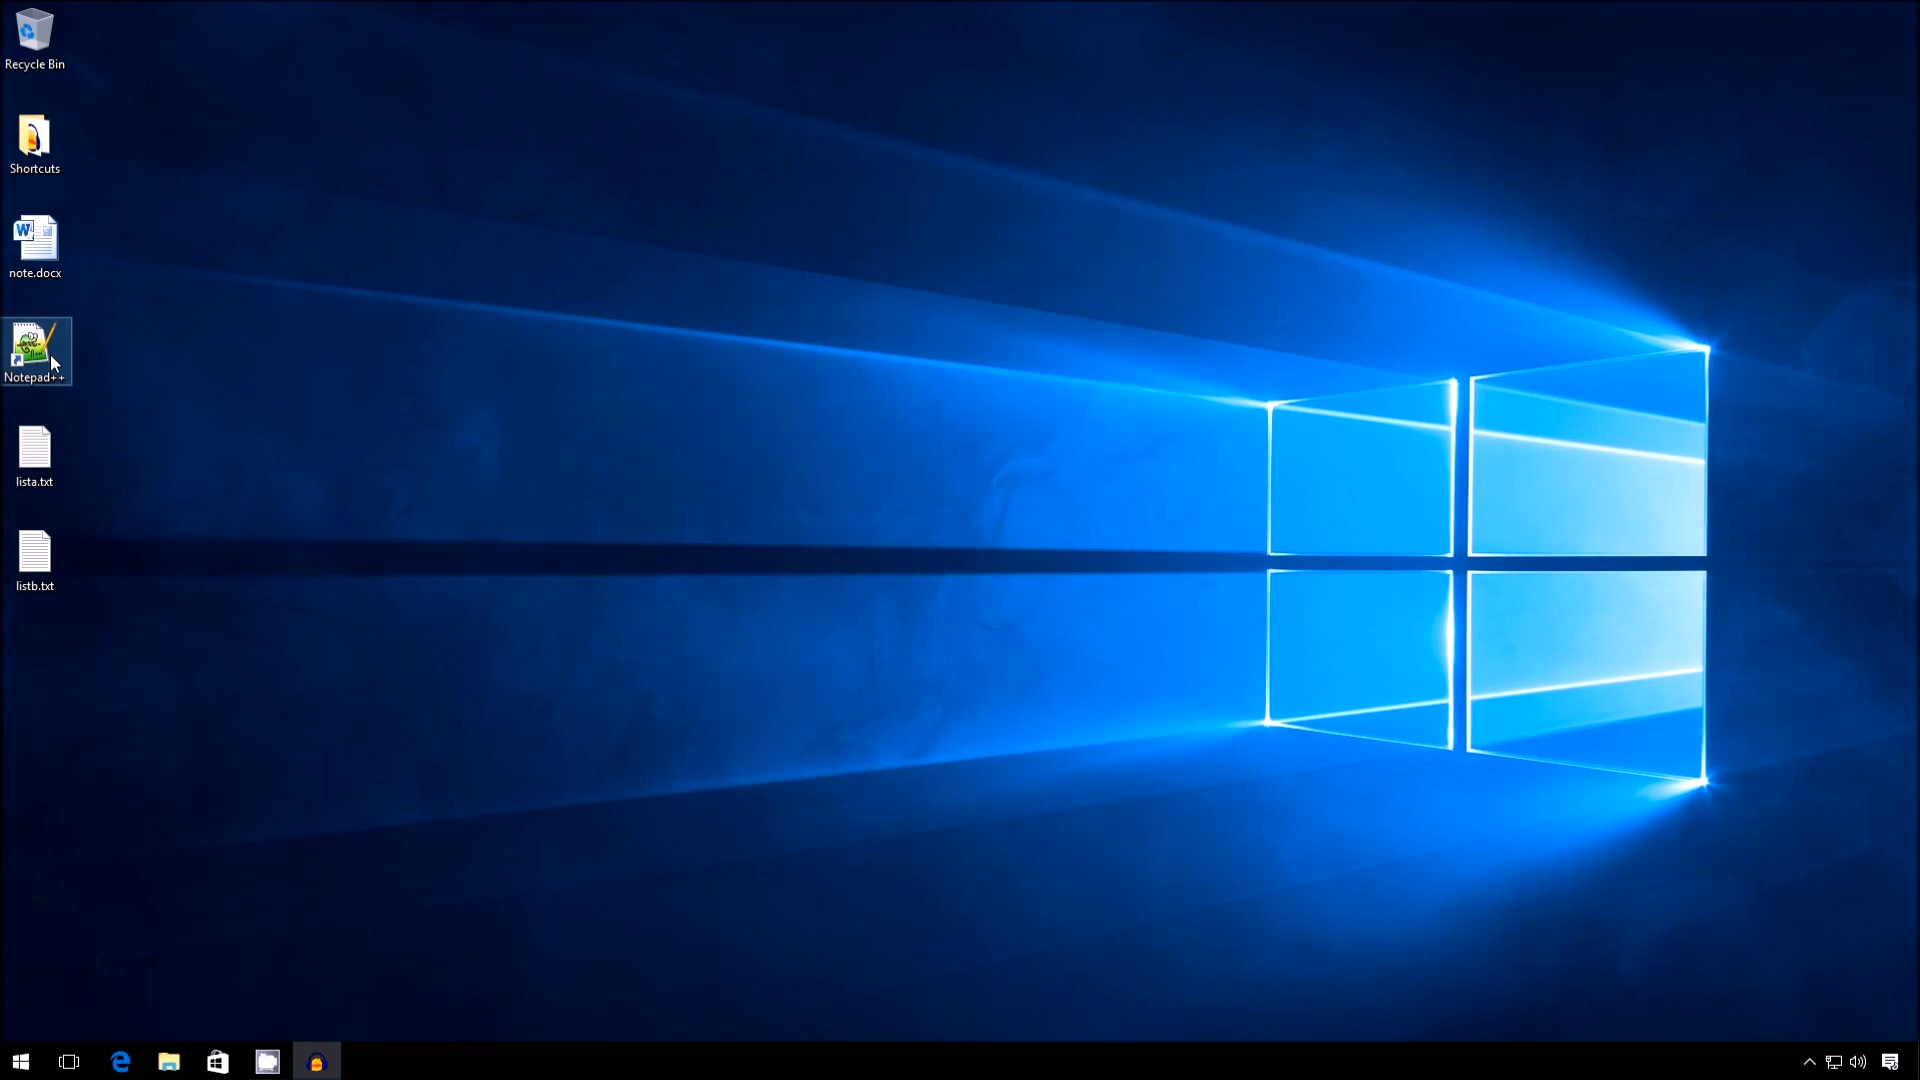 Recycle Bin
Shortcuts
note.docx
Notepad++
lista.txt
listb.txt